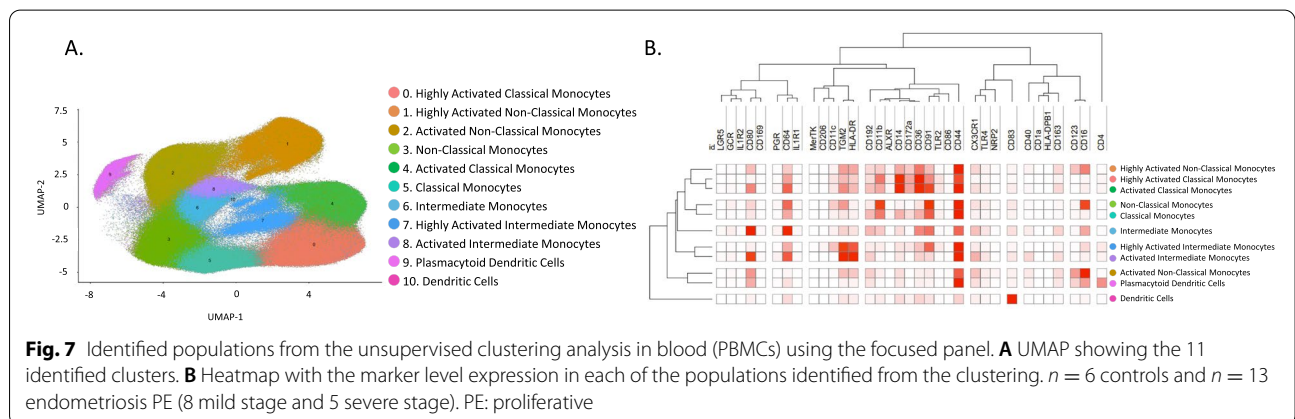 A.
7.5
5
2.5
0
-2.5
-5
-8
-4
0
4
UMAP-2
UMAP-1
0. Highly Activated Classical Monocytes
1. Highly Activated Non-Classical Monocytes
2. Activated Non-Classical Monocytes
3. Non-Classical Monocytes
4. Activated Classical Monocytes
5. Classical Monocytes
6. Intermediate Monocytes
7. Highly Activated Intermediate Monocytes
8. Activated Intermediate Monocytes
9. Plasmacytoid Dendritic Cells
10. Dendritic Cells
B.
LGR5
GCR
IL1R2
CD80
CD169
PGR
CD64
IL1R1
MerlTK
CD206
CD11c
TGM2
HLA-DR
CD192
CD11b
ALXR
CD14
CD172a
CD36
CD91
TLR2
CD86
CD44
CX3CR1
TLR4
NRP2
CD83
CD40
CD1a
HLA-DPB1
CD163
CD123
CD16
CD4
Highly Activated Non-Classical Monocytes
Highly Activated Classical Monocytes
Activated Classical Monocytes
Non-Classical Monocytes
Classical Monocytes
Intermediate Monocytes
Highly Activated Intermediate Monocytes
Activated Intermediate Monocytes
Activated Non-Classical Monocytes
Plasmacytoid Dendritic Cells
Dendritic Cells
Fig. 7 Identified populations from the unsupervised clustering analysis in blood (PBMCs) using the focused panel. A UMAP showing the 11
identified clusters. B Heatmap with the marker level expression in each of the populations identified from the clustering. n = 6 controls and n = 13
endometriosis PE (8 mild stage and 5 severe stage). PE: proliferative